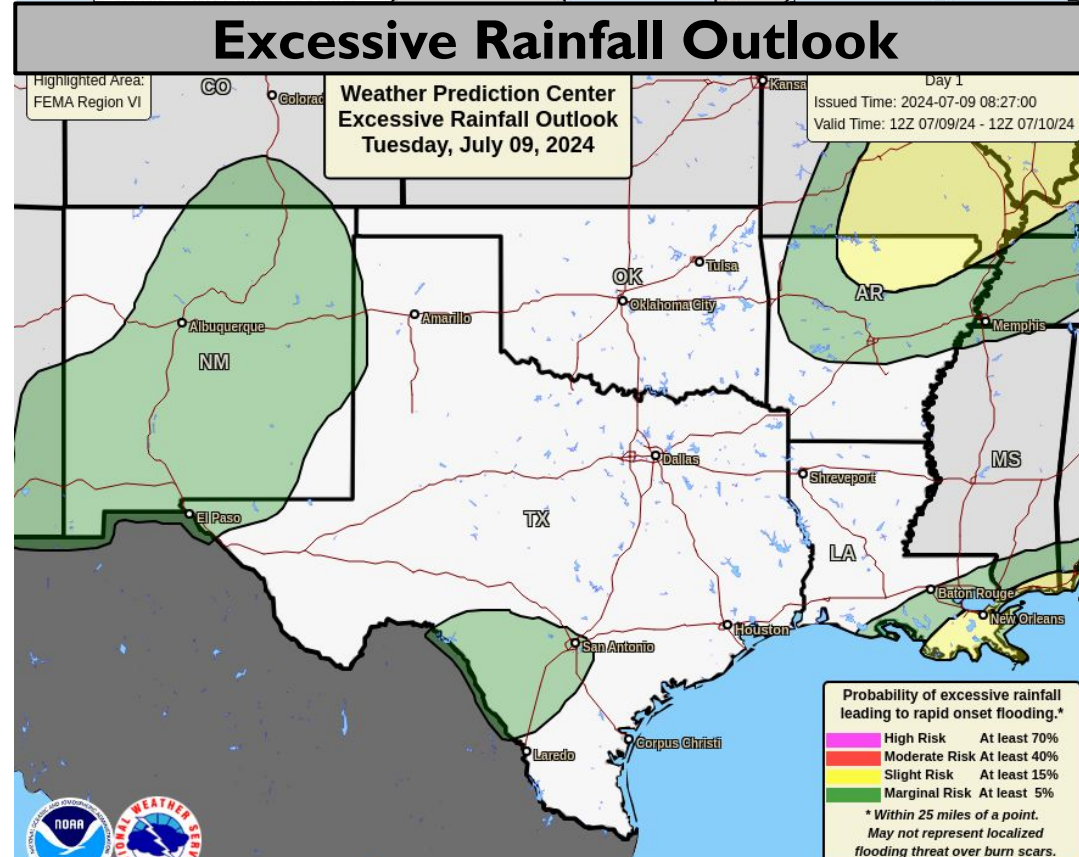 Excessive Rainfall Outlook
Highlighted Area:
FEMA Region VI
Weather Prediction Center
Excessive Rainfall Outlook
Tuesday, July 09, 2024
Day 1
Issued Time: 2024-07-09 08:27:00
Valid Time: 12Z 07/09/24 - 12Z 07/10/24
CO
Colorad
Kansa
OK
Tulsa
Oklahoma City
AR
Memphis
Albuquerque
Amarillo
NM
Dallas
Shreveport
MS
El Paso
TX
LA
Baton Rouge
New Orleans
Houston
San Antonio
Laredo
Corpus Christi
Probability of excessive rainfall
leading to rapid onset flooding.*
High Risk At least 70%
Moderate Risk At least 40%
Slight Risk At least 15%
Marginal Risk At least 5%
* Within 25 miles of a point.
May not represent localized
flooding threat over burn scars.
NOAA
WEATHER